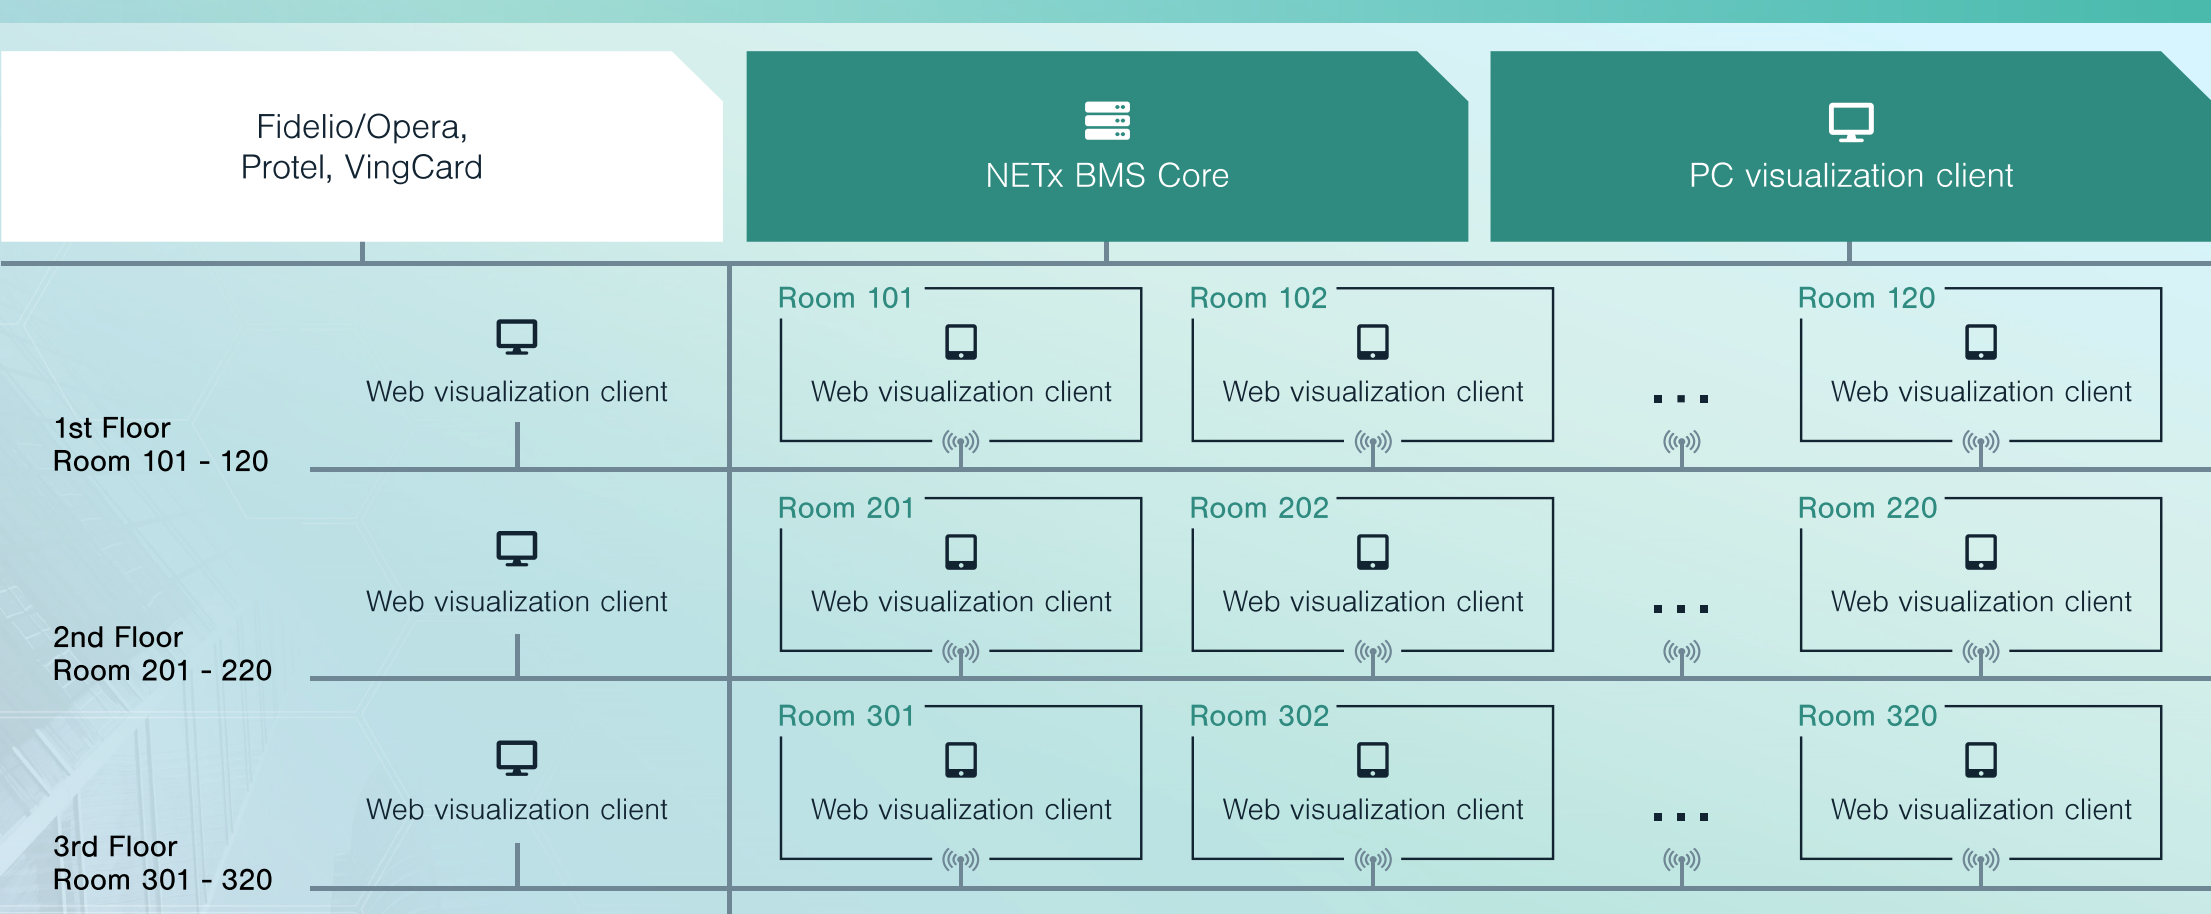 Fidelio/Opera,
Protel, VingCard
NETx BMS Core
PC visualization client
1st Floor
Room 101 - 120
Web visualization client
Room 101
Web visualization client
Room 102
Web visualization client
...
Room 120
Web visualization client
2nd Floor
Room 201 - 220
Web visualization client
Room 201
Web visualization client
Room 202
Web visualization client
...
Room 220
Web visualization client
3rd Floor
Room 301 - 320
Web visualization client
Room 301
Web visualization client
Room 302
Web visualization client
...
Room 320
Web visualization client